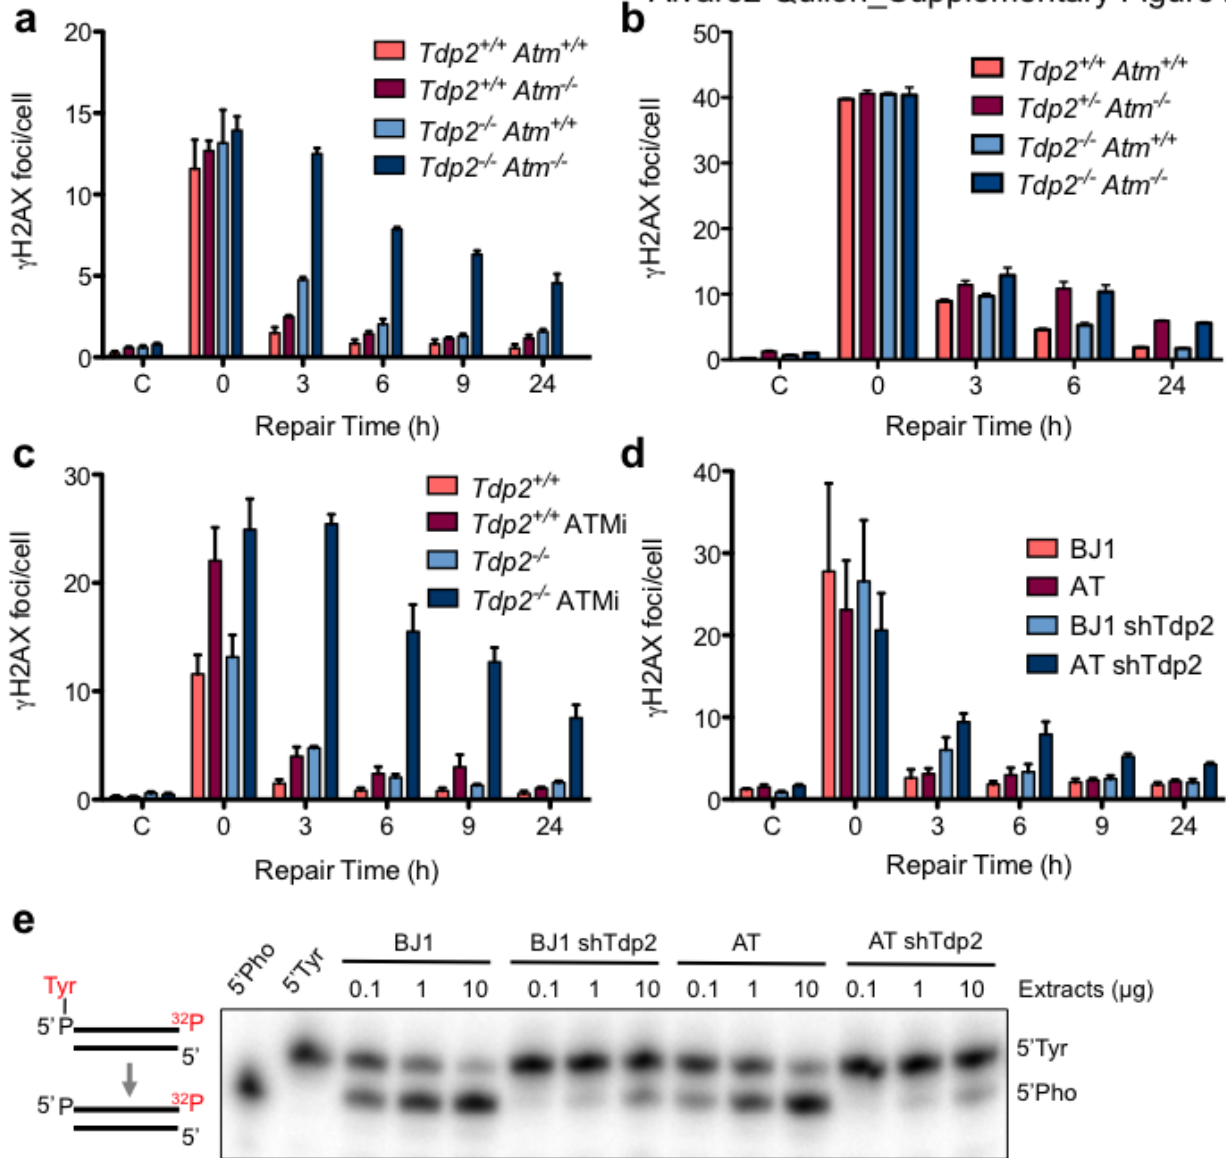 Alvarez-Quilon_Supplementary Figure
a
20
15
10
5
0
γH2AX foci/cell
Tdp2+/+ Atm+/+
Tdp2+/+ Atm-/-
Tdp2-/- Atm+/+
Tdp2-/- Atm-/-
C 0 3 6 9 24
Repair Time (h)
b
50
40
30
20
10
0
γH2AX foci/cell
Tdp2+/+ Atm+/+
Tdp2+/- Atm-/-
Tdp2-/- Atm+/+
Tdp2-/- Atm-/-
C 0 3 6 24
Repair Time (h)
c
30
20
10
0
γH2AX foci/cell
Tdp2+/+
Tdp2+/+ ATMi
Tdp2-/-
Tdp2-/- ATMi
C 0 3 6 9 24
Repair Time (h)
d
40
30
20
10
0
γH2AX foci/cell
BJ1
AT
BJ1 shTdp2
AT shTdp2
C 0 3 6 9 24
Repair Time (h)
e
Tyr
5'P 32P
5'
5'P 32P
5'
5'Pho 5'Tyr
BJ1 BJ1 shTdp2 AT AT shTdp2
0.1 1 10 0.1 1 10 0.1 1 10 0.1 1 10 Extracts (μg)
5'Tyr
5'Pho